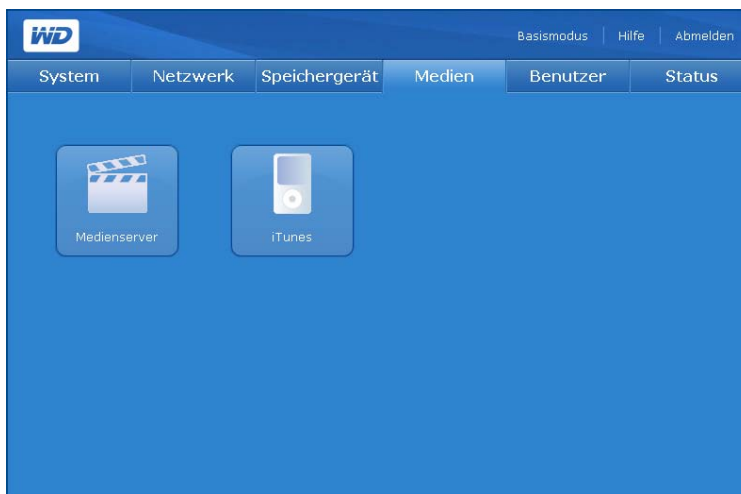 WD
Basismodus Hilfe Abmelden
System Netzwerk Speichergerät Medien Benutzer Status
Medienserver iTunes